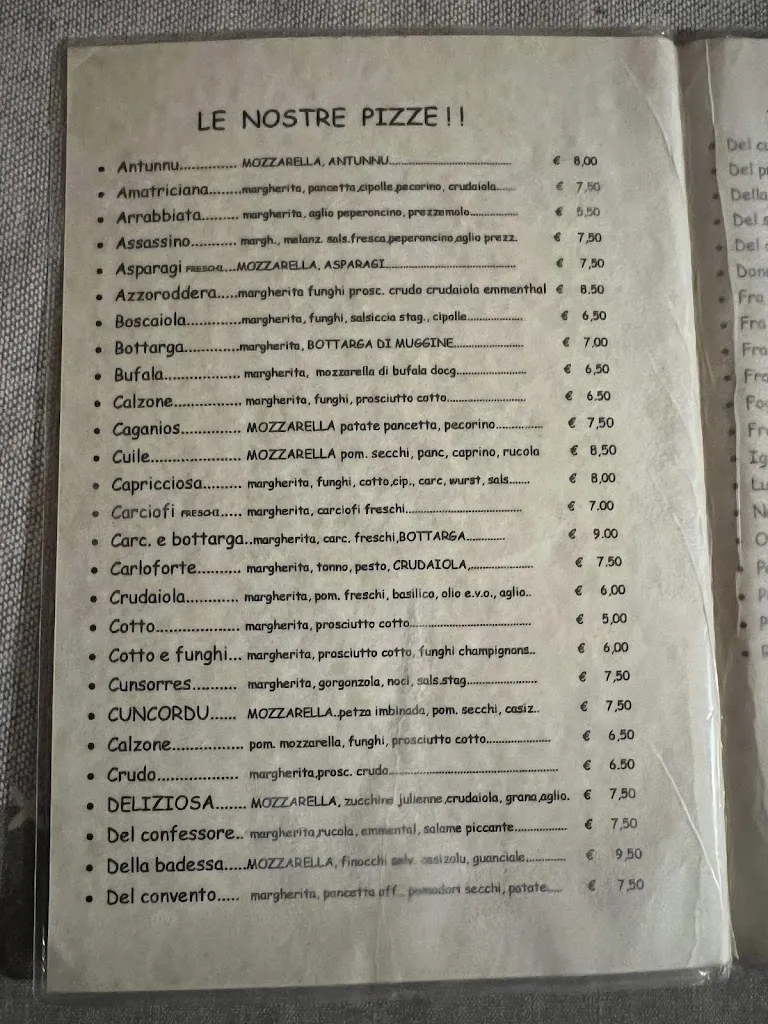 LE NOSTRE PIZZE!!
• Antunnu............... MOZZARELLA, ANTUNNU................................... € 8,00
• Amatriciana........margherita, pancetta,cipolle,pecorino, crudaiola...... € 7,50
• Arrabbiata......... margherita, aglio peperoncino, prezzemolo............... € 5,50
• Assassino........... margh., melanz. sals.fresca,peperoncino,aglio prezz. € 7,50
• Asparagi FRESCHI....MOZZARELLA, ASPARAGI........................................ € 7,50
• Azzoroddera.....margherita funghi prosc. crudo crudaiola emmenthal € 8.50
• Boscaiola.............margherita, funghi, salsiccia stag., cipolle................. € 6,50
• Bottarga.............margherita, BOTTARGA DI MUGGINE..................... € 7,00
• Bufala.................. margherita, mozzarella di bufala docg..................... € 6,50
• Calzone................ margherita, funghi, prosciutto cotto........................ € 6.50
• Caganios.............. MOZZARELLA patate pancetta, pecorino.............. € 7,50
• Cuile..................... MOZZARELLA pom. secchi, panc, caprino, rucola € 8,50
• Capricciosa......... margherita, funghi, cotto,cip., carc, wurst, sals....... € 8,00
• Carciofi FRESCHI..... margherita, carciofi freschi................................... € 7.00
• Carc. e bottarga..margherita, carc. freschi,BOTTARGA............ € 9.00
• Carloforte.......... margherita, tonno, pesto, CRUDAIOLA,................... € 7.50
• Crudaiola............ margherita, pom. freschi, basilico, olio e.v.o., aglio.. € 6,00
• Cotto................... margherita, prosciutto cotto..................................... € 5,00
• Cotto e funghi... margherita, prosciutto cotto, funghi champignons.. € 6,00
• Cunsorres.......... margherita, gorgonzola, noci, sals.stag...................... € 7,50
• CUNCORDU...... MOZZARELLA..petza imbinada, pom. secchi, casiz.. € 7,50
• Calzone................ pom. mozzarella, funghi, prosciutto cotto.................... € 6,50
• Crudo.................. margherita,prosc. crudo.................................................. € 6.50
• DELIZIOSA....... MOZZARELLA, zucchine julienne,crudaiola, grana,aglio. € 7,50
• Del confessore.. margherita,rucola, emmental, salame piccante................ € 7,50
• Della badessa.....MOZZARELLA, finocchi selv. casizolu, guanciale............ € 9,50
• Del convento..... margherita, pancetta aff.. pomodori secchi, patate..... € 7,50
Del
Del
Della
Del s
Del
Fra
Fra
Fra
Fra